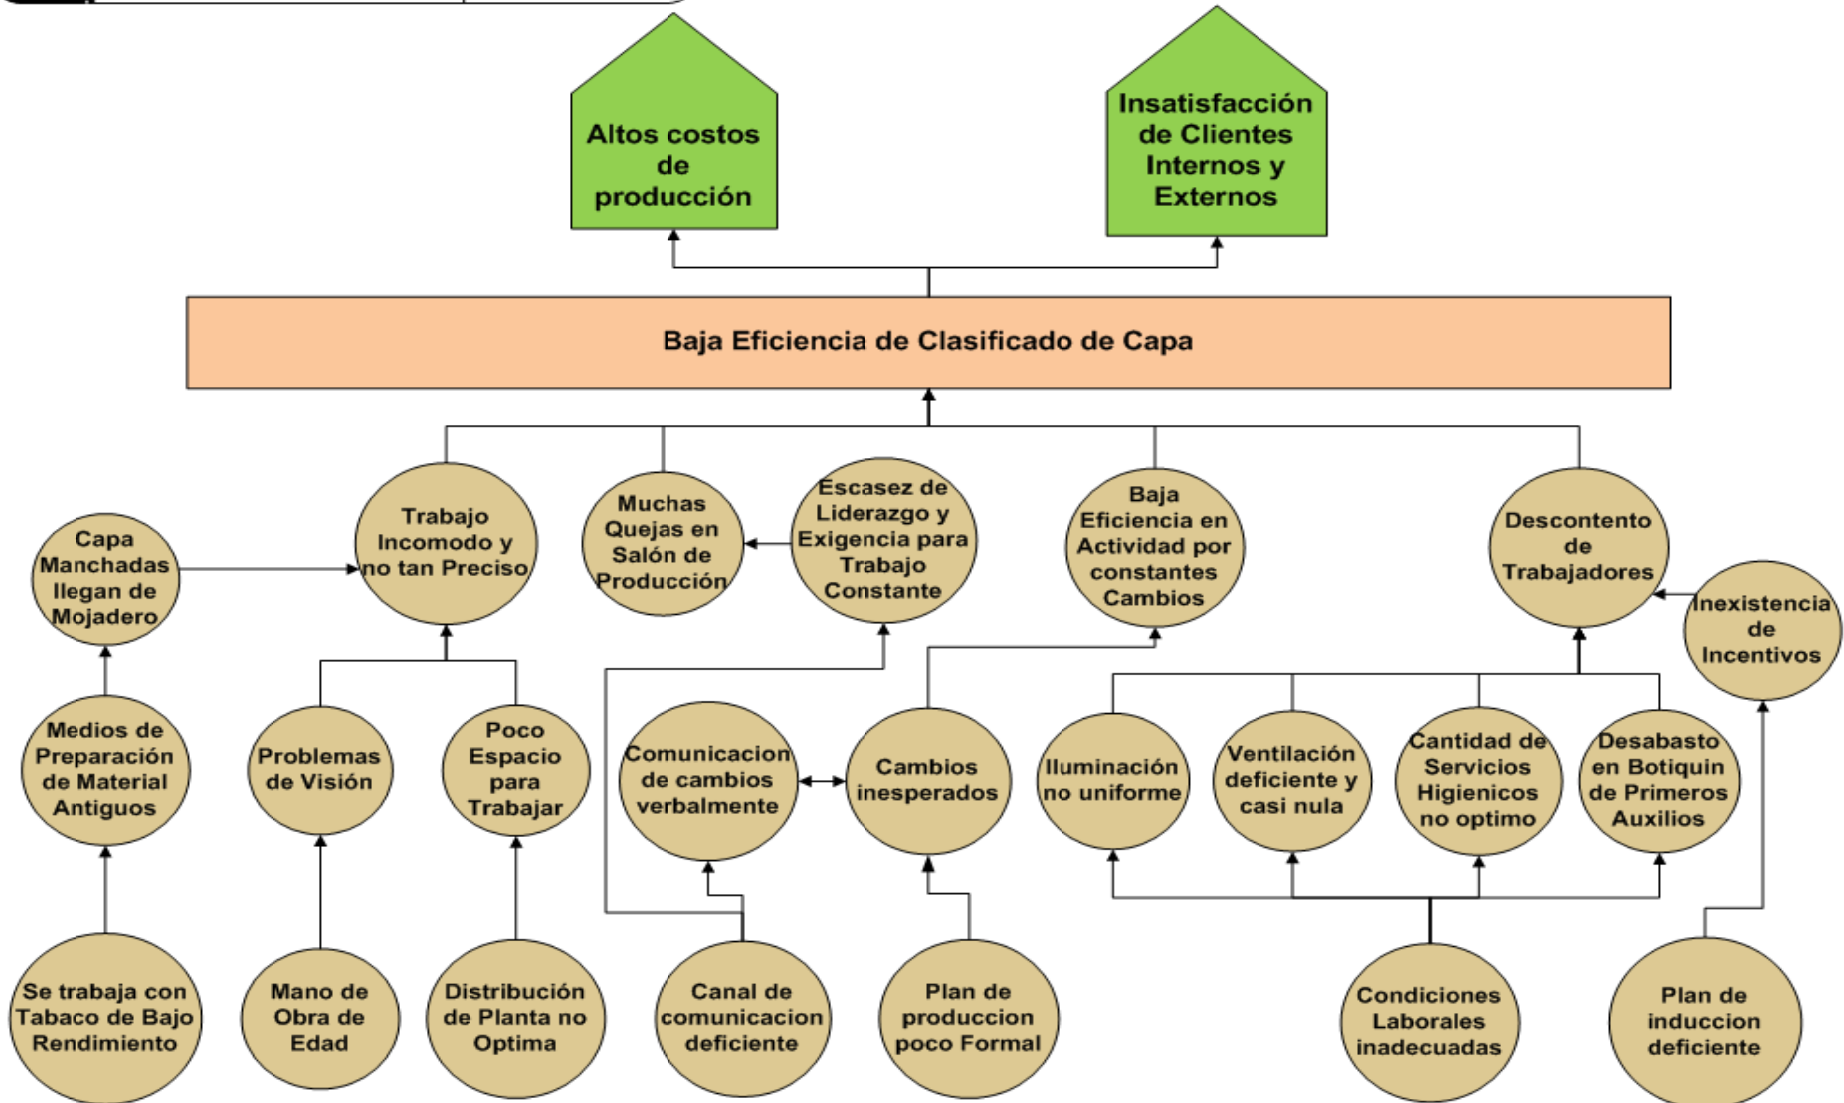 Altos costos
de
producción
Insatisfacción
de Clientes
Internos y
Externos
Baja Eficiencia de Clasificado de Capa
Capa
Manchadas
llegan de
Mojadero
Trabajo
Incomodo y
no tan Preciso
Muchas
Quejas en
Salón de
Producción
Escasez de
Liderazgo y
Exigencia para
Trabajo
Constante
Baja
Eficiencia en
Actividad por
constantes
Cambios
Descontento
de
Trabajadores
Inexistencia
de
Incentivos
Medios de
Preparación
de Material
Antiguos
Problemas
de Visión
Poco
Espacio
para
Trabajar
Comunicacion
de cambios
verbalmente
Cambios
inesperados
Iluminación
no uniforme
Ventilación
deficiente y
casi nula
Cantidad de
Servicios
Higienicos
no optimo
Desabasto
en Botiquin
de Primeros
Auxilios
Se trabaja con
Tabaco de Bajo
Rendimiento
Mano de
Obra de
Edad
Distribución
de Planta no
Optima
Canal de
comunicacion
deficiente
Plan de
produccion
poco Formal
Condiciones
Laborales
inadecuadas
Plan de
induccion
deficiente